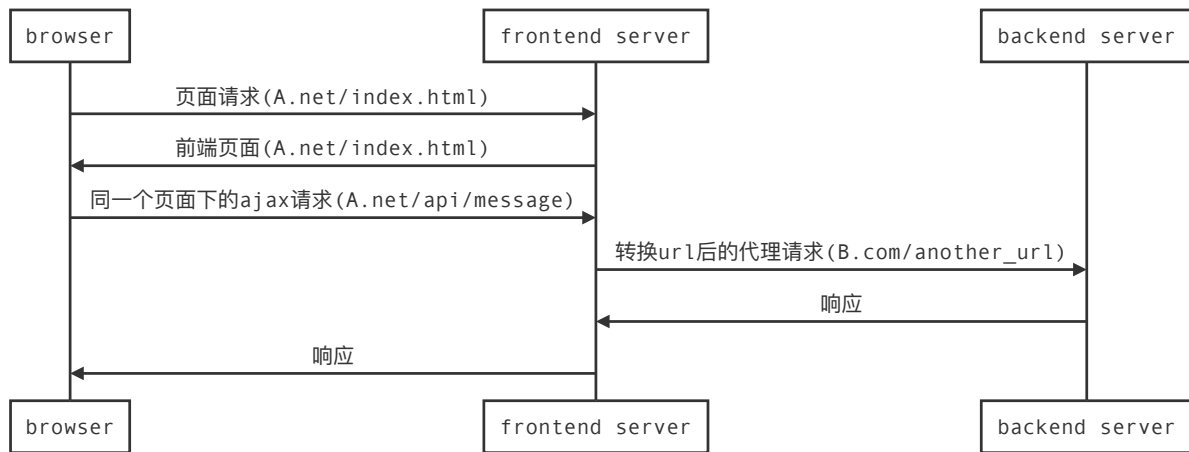 browser
frontend server
backend server
页面请求(A.net/index.html)
前端页面(A.net/index.html)
同一个页面下的ajax请求(A.net/api/message)
转换url后的代理请求(B.com/another_url)
响应
响应
browser
frontend server
backend server